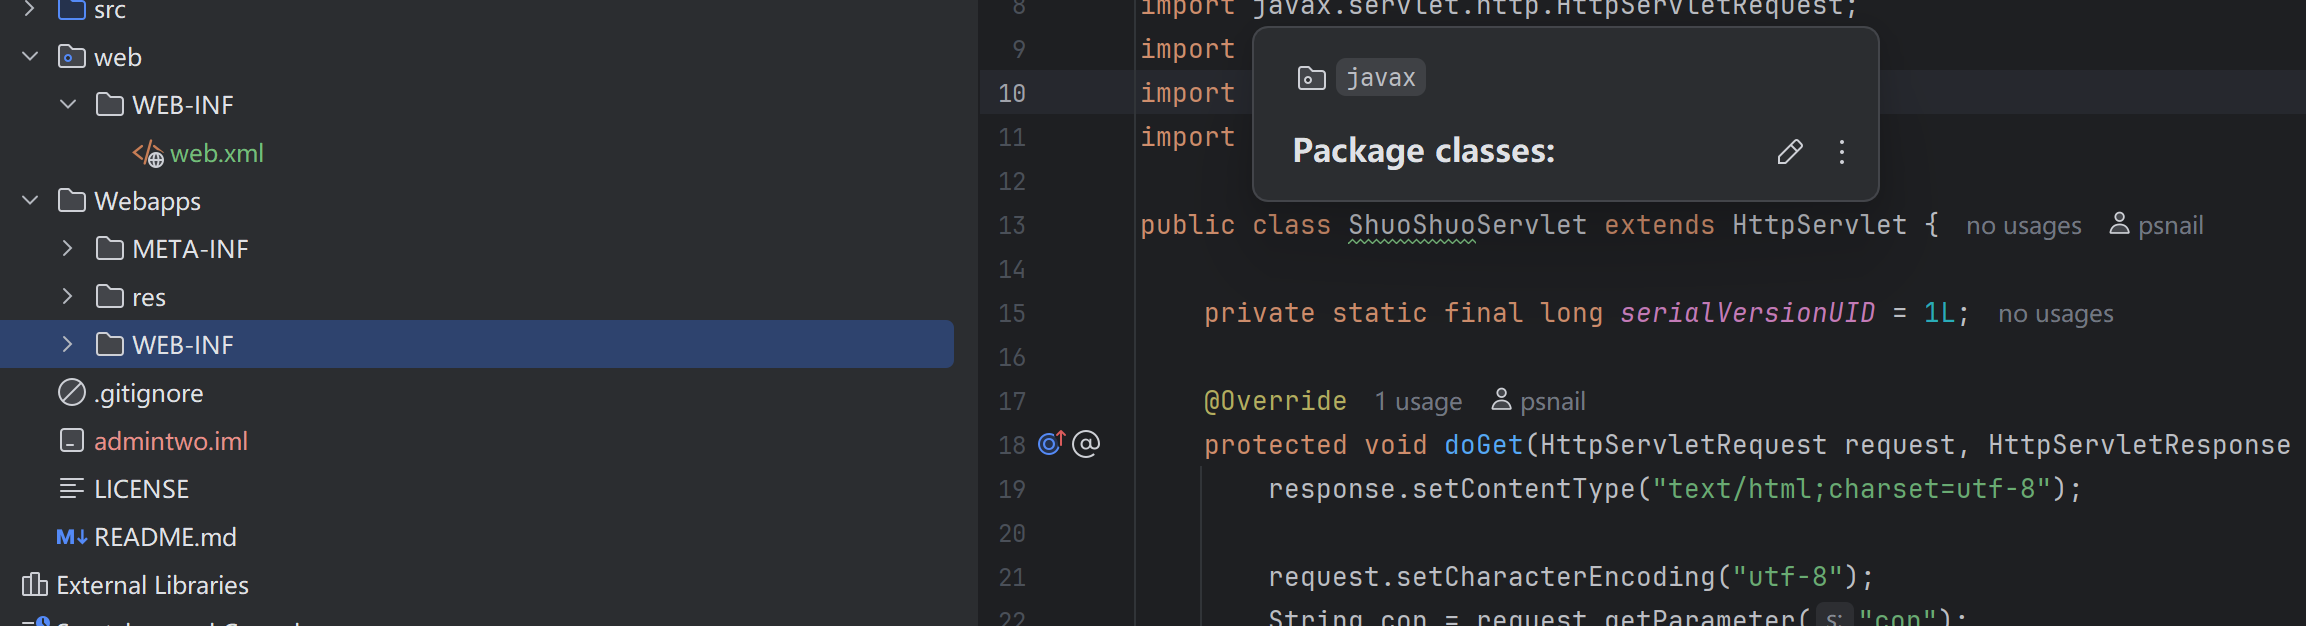 src
web
WEB-INF
web.xml
Webapps
META-INF
res
WEB-INF
.gitignore
admintwo.iml
LICENSE
M↓ README.md
External Libraries
8 import javax.servlet.http.HttpServletRequest;
9 import
10 import
11 import
javax
Package classes:
12
13 public class ShuoShuoServlet extends HttpServlet { no usages psnail
14
15 private static final long serialVersionUID = 1L; no usages
16
17 @Override 1 usage psnail
18 protected void doGet(HttpServletRequest request, HttpServletResponse
19 response.setContentType("text/html;charset=utf-8");
20
21 request.setCharacterEncoding("utf-8");
22 String con = request.getParameter( s: "con");